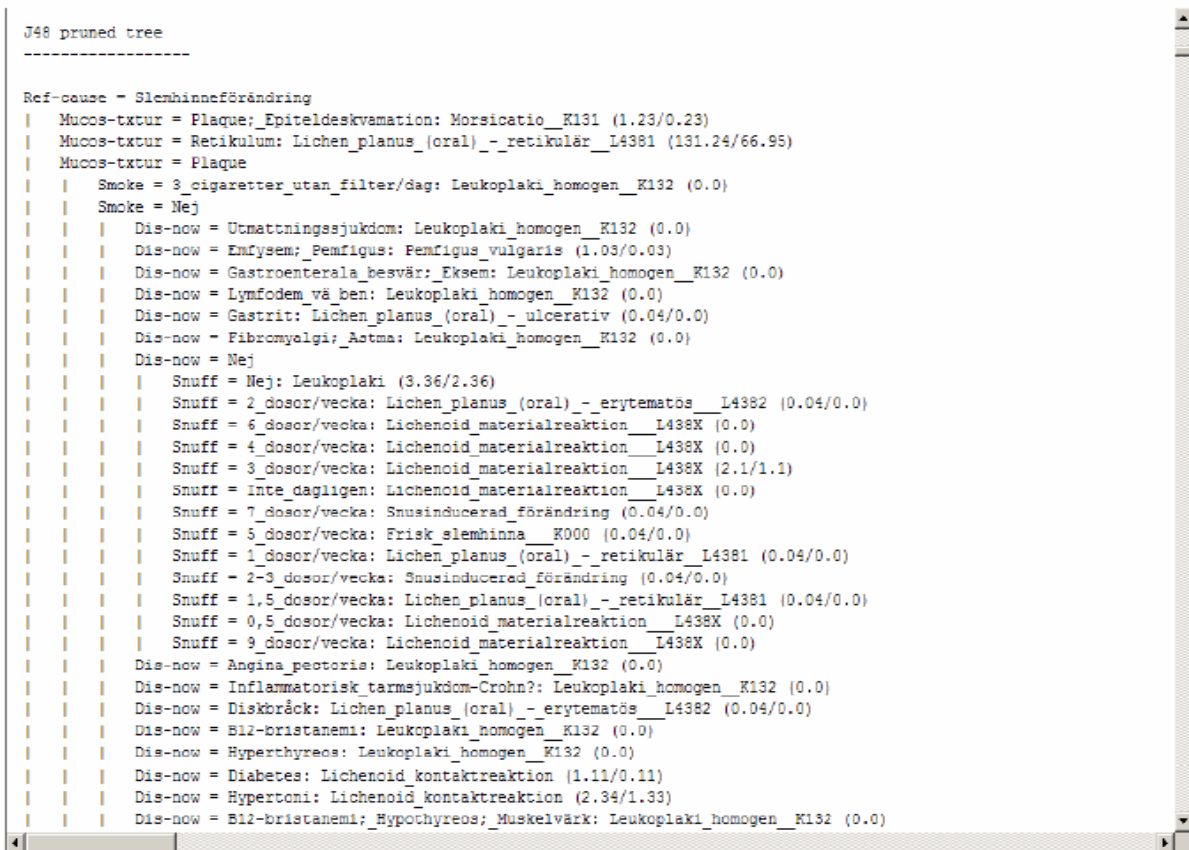 J48 pruned tree
------------------
Ref-cause = Slemhinneförändring
|   Mucos-txtur = Plaque;_Epiteldeskvamation: Morsicatio__K131 (1.23/0.23)
|   Mucos-txtur = Retikulum: Lichen_planus_(oral)_-_retikulär__L4381 (131.24/66.95)
|   Mucos-txtur = Plaque
|   |   Smoke = 3_cigaretter_utan_filter/dag: Leukoplaki_homogen__K132 (0.0)
|   |   Smoke = Nej
|   |   |   Dis-now = Utmattningssjukdom: Leukoplaki_homogen__K132 (0.0)
|   |   |   Dis-now = Emfysem;_Pemfigus: Pemfigus_vulgaris (1.03/0.03)
|   |   |   Dis-now = Gastroenterala_besvär;_Eksem: Leukoplaki_homogen__K132 (0.0)
|   |   |   Dis-now = Lymfodem_vä_ben: Leukoplaki_homogen__K132 (0.0)
|   |   |   Dis-now = Gastrit: Lichen_planus_(oral)_-_ulcerativ (0.04/0.0)
|   |   |   Dis-now = Fibromyalgi;_Astma: Leukoplaki_homogen__K132 (0.0)
|   |   |   Dis-now = Nej
|   |   |   |   Snuff = Nej: Leukoplaki (3.36/2.36)
|   |   |   |   Snuff = 2_dosor/vecka: Lichen_planus_(oral)_-_erytematös___L4382 (0.04/0.0)
|   |   |   |   Snuff = 6_dosor/vecka: Lichenoid_materialreaktion___L438X (0.0)
|   |   |   |   Snuff = 4_dosor/vecka: Lichenoid_materialreaktion___L438X (0.0)
|   |   |   |   Snuff = 3_dosor/vecka: Lichenoid_materialreaktion___L438X (2.1/1.1)
|   |   |   |   Snuff = Inte_dagligen: Lichenoid_materialreaktion___L438X (0.0)
|   |   |   |   Snuff = 7_dosor/vecka: Snusinducerad_förändring (0.04/0.0)
|   |   |   |   Snuff = 5_dosor/vecka: Frisk_slemhinna___K000 (0.04/0.0)
|   |   |   |   Snuff = 1_dosor/vecka: Lichen_planus_(oral)_-_retikulär__L4381 (0.04/0.0)
|   |   |   |   Snuff = 2-3_dosor/vecka: Snusinducerad_förändring (0.04/0.0)
|   |   |   |   Snuff = 1,5_dosor/vecka: Lichen_planus_(oral)_-_retikulär__L4381 (0.04/0.0)
|   |   |   |   Snuff = 0,5_dosor/vecka: Lichenoid_materialreaktion___L438X (0.0)
|   |   |   |   Snuff = 9_dosor/vecka: Lichenoid_materialreaktion___L438X (0.0)
|   |   |   Dis-now = Angina_pectoris: Leukoplaki_homogen__K132 (0.0)
|   |   |   Dis-now = Inflammatorisk_tarmsjukdom-Crohn?: Leukoplaki_homogen__K132 (0.0)
|   |   |   Dis-now = Diskbråck: Lichen_planus_(oral)_-_erytematös___L4382 (0.04/0.0)
|   |   |   Dis-now = B12-bristanemi: Leukoplaki_homogen__K132 (0.0)
|   |   |   Dis-now = Hyperthyreos: Leukoplaki_homogen__K132 (0.0)
|   |   |   Dis-now = Diabetes: Lichenoid_kontaktreaktion (1.11/0.11)
|   |   |   Dis-now = Hypertoni: Lichenoid_kontaktreaktion (2.34/1.33)
|   |   |   Dis-now = B12-bristanemi;_Hypothyreos;_Muskelvärk: Leukoplaki_homogen__K132 (0.0)